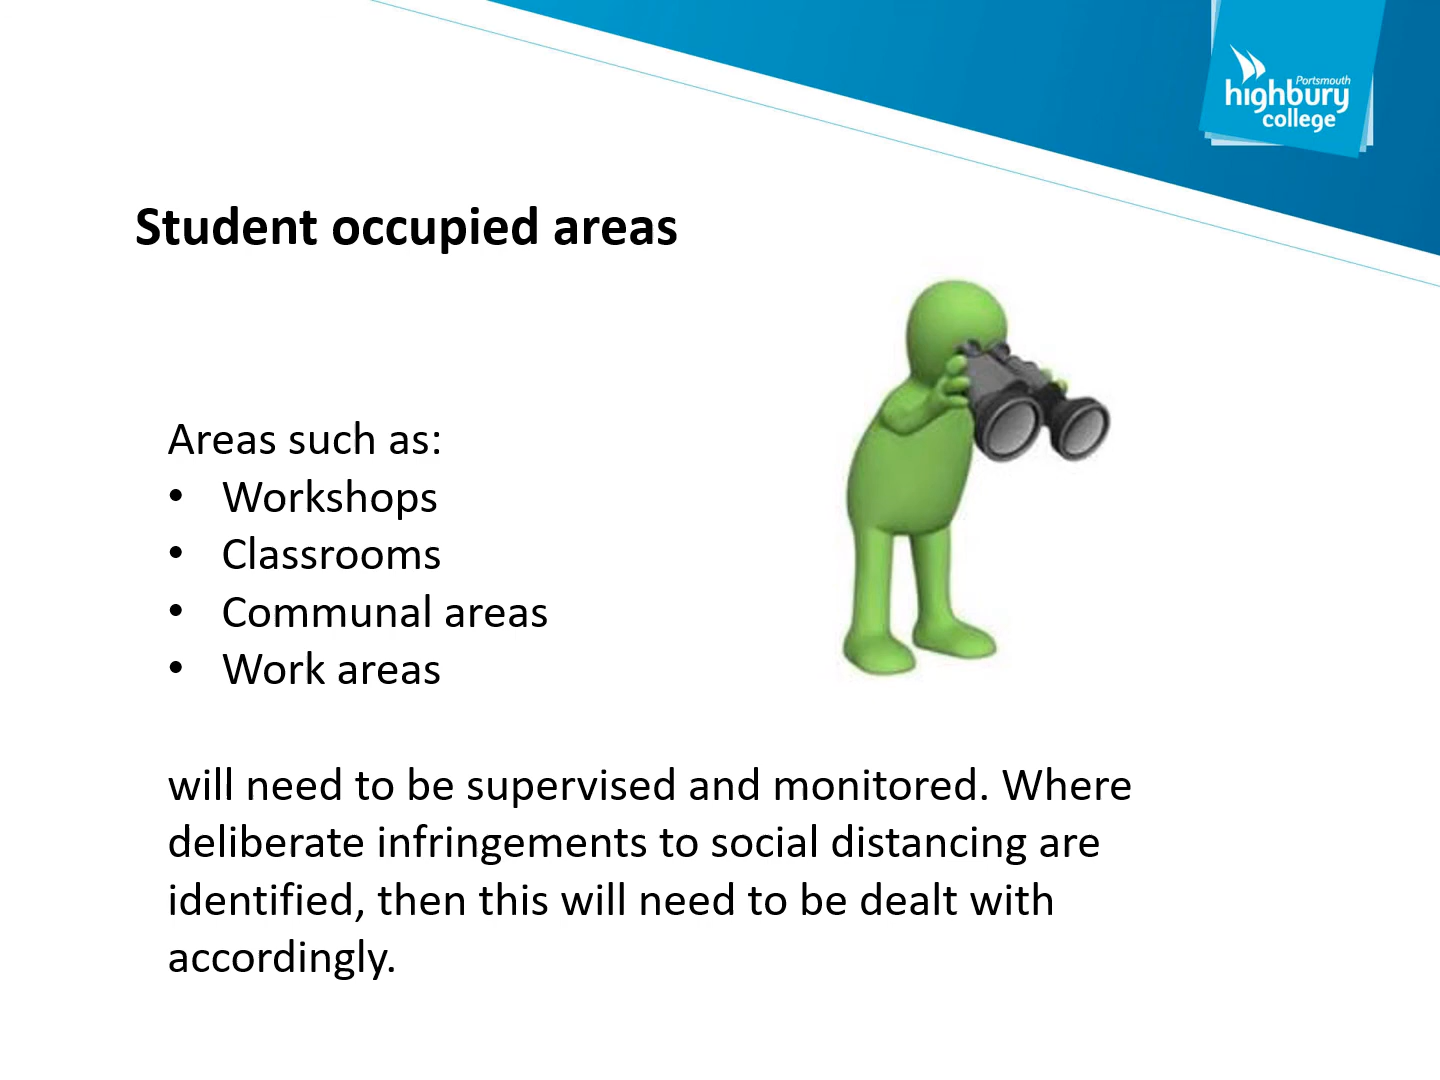 Portsmouth
highbury
college
Student occupied areas
Areas such as:
• Workshops
• Classrooms
• Communal areas
• Work areas
will need to be supervised and monitored. Where
deliberate infringements to social distancing are
identified, then this will need to be dealt with
accordingly.